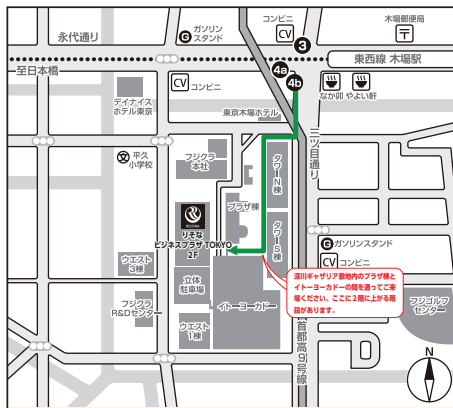 永代通り
ガソリン
スタンド
G
コンビニ
CV
3
木場郵便局
〒
至日本橋
東西線 木場駅
CV
コンビニ
4a
4b
なか卯
やよい軒
デイナイス
ホテル東京
東京木場ホテル
三ツ目通り
文
平久
小学校
フジクラ
本社
タワーN棟
プラザ棟
RESONA
りそな
ビジネスプラザ TOKYO
2F
タワーS棟
G
ガソリンスタンド
CV
コンビニ
ウエスト
3棟
立体
駐車場
深川ギャザリア敷地内のプラザ棟と
イトーヨーカドーの間を通ってご来
場ください。ここに2階に上がる階
段があります。
フジクラ
R&Dセンター
イトーヨーカドー
フジゴルフ
センター
ウエスト
1棟
首都高9号線
N